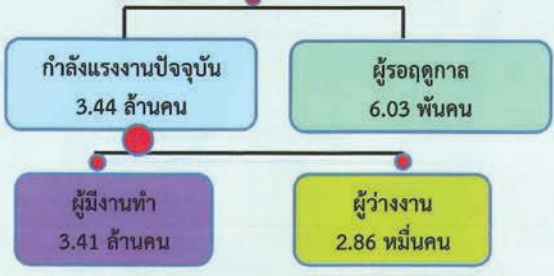 กำลังแรงงานปัจจุบัน
3.44 ล้านคน
ผู้รอฤดูกาล
6.03 พันคน
ผู้มีงานทำ
3.41 ล้านคน
ผู้ว่างงาน
2.86 หมื่นคน